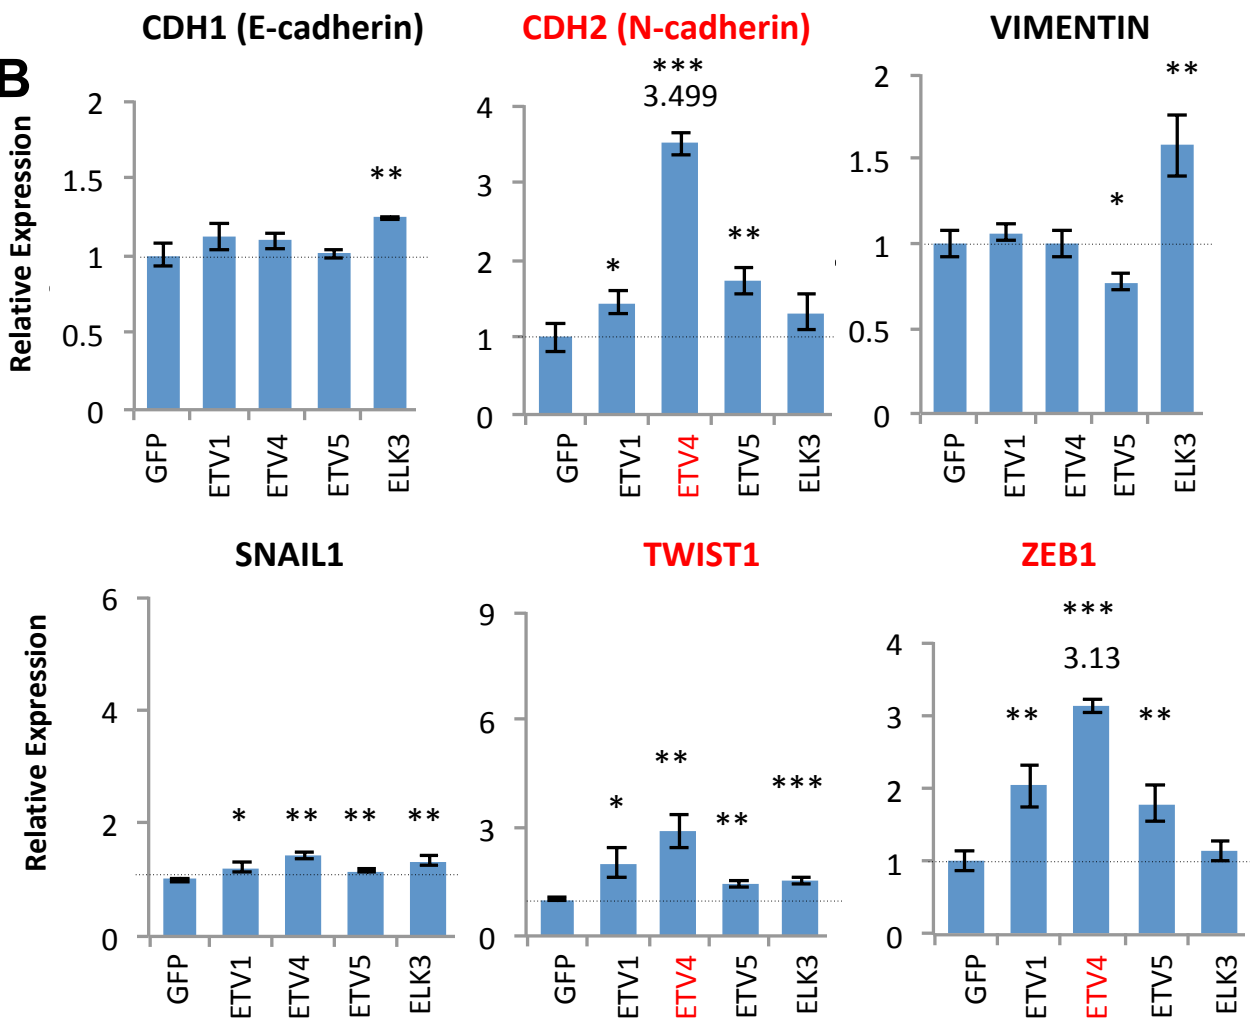 B
CDH1 (E-cadherin)
Relative Expression
2
1.5
1
0.5
0
**
GFP
ETV1
ETV4
ETV5
ELK3
CDH2 (N-cadherin)
***
3.499
4
3
2
1
0
*
**
GFP
ETV1
ETV4
ETV5
ELK3
VIMENTIN
2
1.5
1
0.5
0
*
**
GFP
ETV1
ETV4
ETV5
ELK3
SNAIL1
Relative Expression
6
4
2
0
*
**
**
**
GFP
ETV1
ETV4
ETV5
ELK3
TWIST1
9
6
3
0
*
**
**
***
GFP
ETV1
ETV4
ETV5
ELK3
ZEB1
***
3.13
4
3
2
1
0
**
**
GFP
ETV1
ETV4
ETV5
ELK3